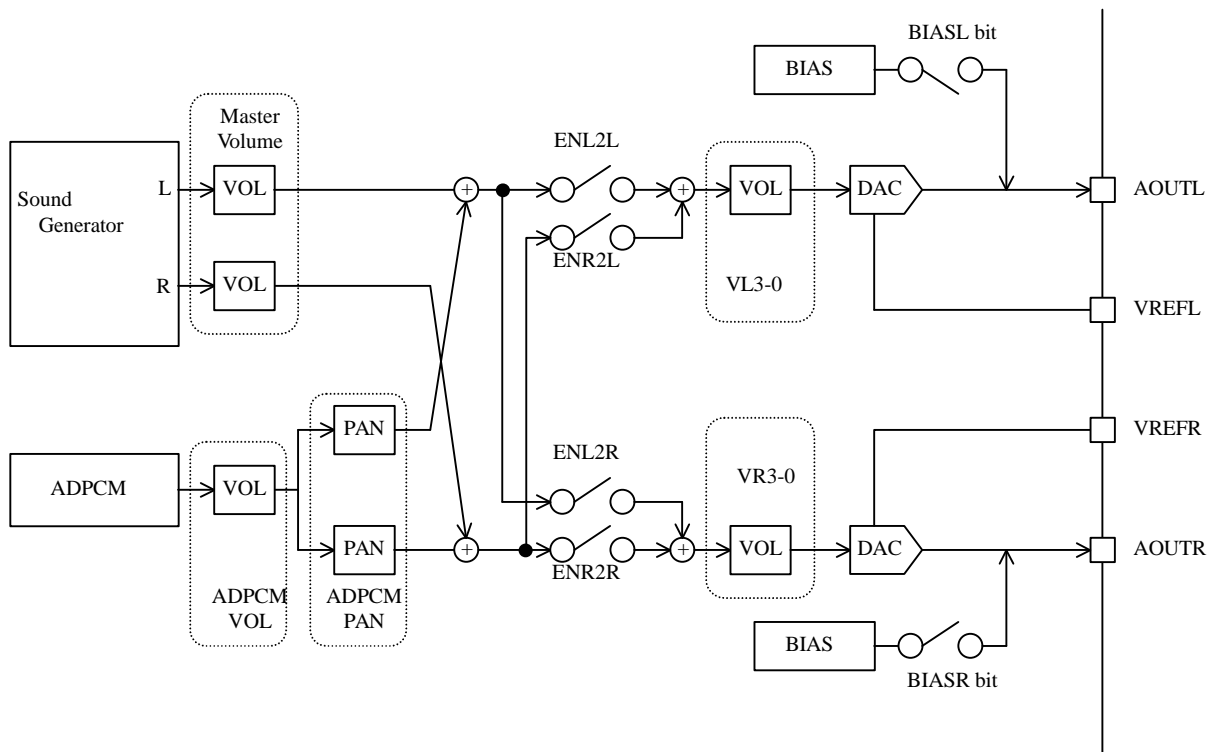 BIASL bit
BIAS
Master
Volume
ENL2L
Sound
Generator
L
VOL
+
+
VOL
DAC
AOUTL
ENR2L
R
VOL
VL3-0
VREFL
PAN
VREFR
ADPCM
VOL
ENL2R
VR3-0
PAN
+
+
VOL
DAC
AOUTR
ENR2R
ADPCM
VOL
ADPCM
PAN
BIAS
BIASR bit